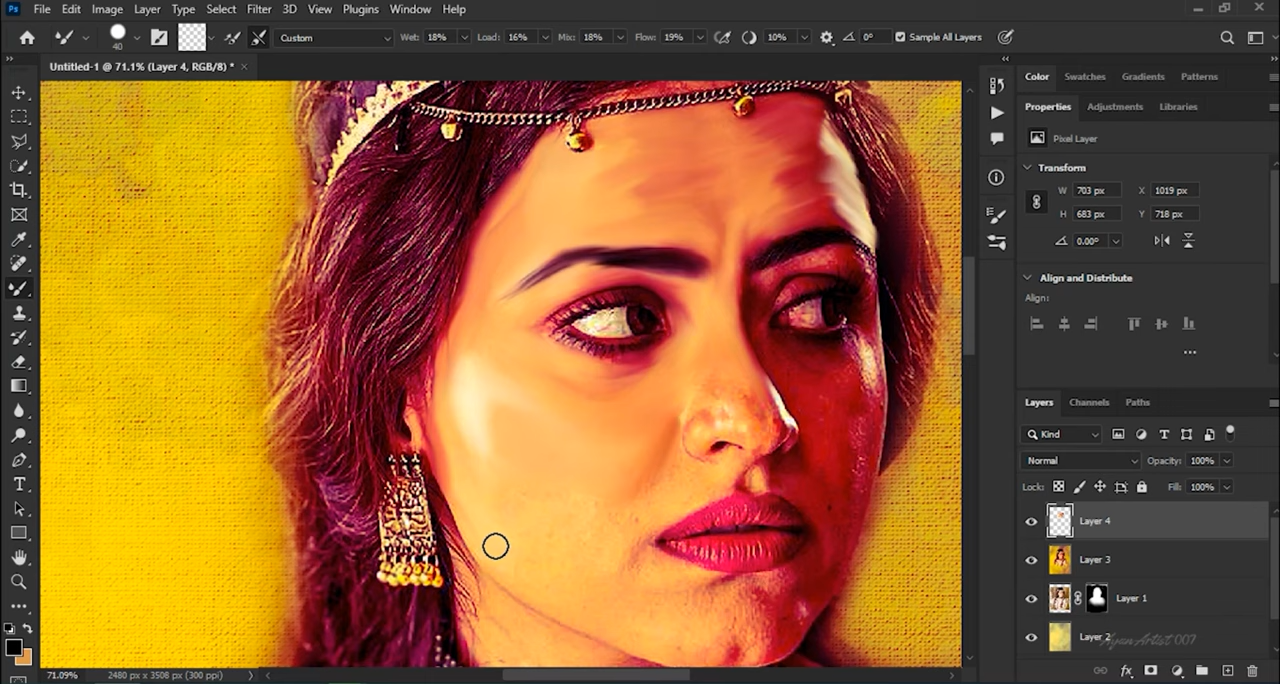 Ps File Edit Image Layer Type Select Filter 3D View Plugins Window Help
40 Custom Wet: 18% Load: 16% Mix: 18% Flow: 19% 10% 0° Sample All Layers
Untitled-1 @ 71.1% (Layer 4, RGB/8) *
Color Swatches Gradients Patterns
Properties Adjustments Libraries
Pixel Layer
Transform
W 703 px X 1019 px
H 683 px Y 718 px
0.00°
Align and Distribute
Align:
Layers Channels Paths
Kind
Normal Opacity: 100%
Lock: Fill: 100%
Layer 4
Layer 3
Layer 1
Layer 2
Ayan Artist 007
71.09% 2480 px x 3508 px (300 ppi)